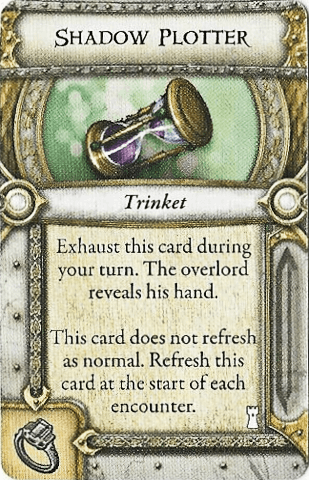 SHADOW PLOTTER
Trinket
Exhaust this card during
your turn. The overlord
reveals his hand.
This card does not refresh
as normal. Refresh this
card at the start of each
encounter.